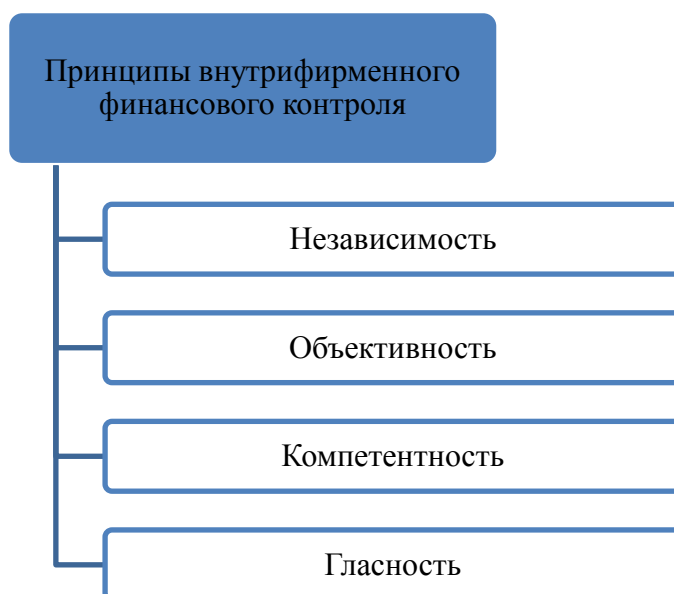 Принципы внутрифирменного
финансового контроля
Независимость
Объективность
Компетентность
Гласность